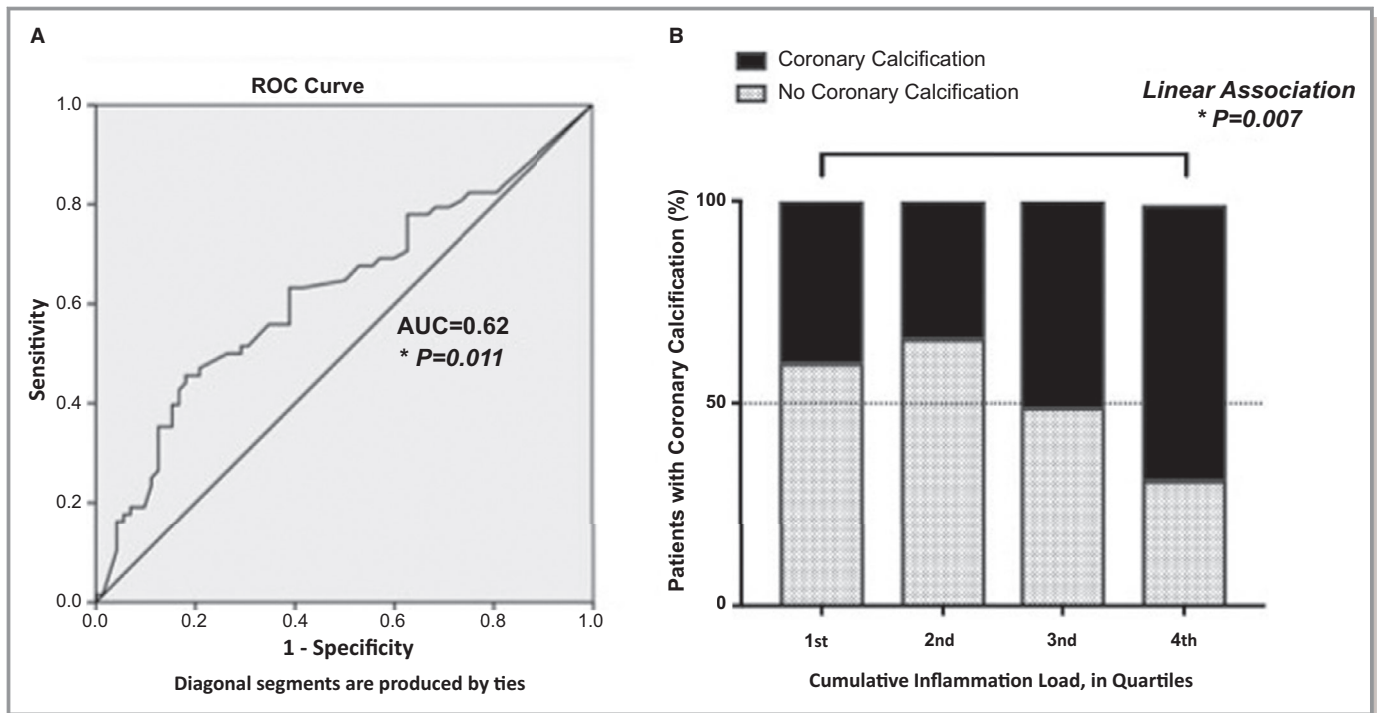 A
ROC Curve
1.0
0.8
0.6
0.4
0.2
0.0
Sensitivity
AUC=0.62
* P=0.011
0.0 0.2 0.4 0.6 0.8 1.0
1 - Specificity
Diagonal segments are produced by ties
B
Coronary Calcification
No Coronary Calcification
Linear Association
* P=0.007
Patients with Coronary Calcification (%)
100
50
0
1st 2nd 3nd 4th
Cumulative Inflammation Load, in Quartiles